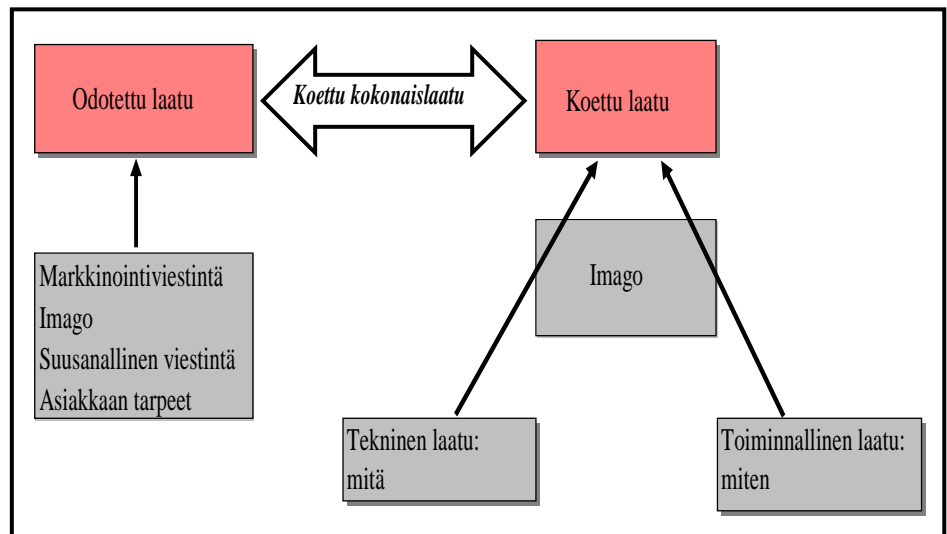 Odotettu laatu
Koettu kokonaislaatu
Koettu laatu
Markkinointiviestintä
Imago
Suusanallinen viestintä
Asiakkaan tarpeet
Imago
Tekninen laatu:
mitä
Toiminnallinen laatu:
miten